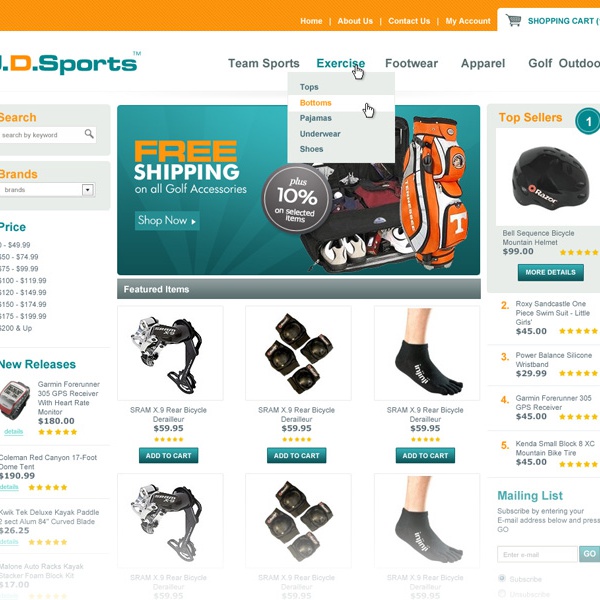 Home | About Us | Contact Us | My Account
SHOPPING CART (
J.D.Sports™
Team Sports Exercise Footwear Apparel Golf Outdoo
Tops
Bottoms
Pajamas
Underwear
Shoes
Search
search by keyword
Brands
brands
Price
0 - $49.99
$50 - $74.99
$75 - $99.99
$100 - $119.99
$120 - $149.99
$150 - $174.99
$175 - $199.99
$200 & Up
New Releases
Garmin Forerunner
305 GPS Receiver
With Heart Rate
Monitor
$180.00
details
Coleman Red Canyon 17-Foot
Dome Tent
$190.99
details
Kwik Tek Deluxe Kayak Paddle
2 sect Alum 84" Curved Blade
$26.25
details
Malone Auto Racks Kayak
Stacker Foam Block Kit
$17.00
FREE
SHIPPING
on all Golf Accessories
Shop Now
plus
10%
on selected
items
T
Featured Items
SRAM X.9
SRAM X.9 Rear Bicycle
Derailleur
$59.95
ADD TO CART
SRAM X.9 Rear Bicycle
Derailleur
$59.95
ADD TO CART
injinji
SRAM X.9 Rear Bicycle
Derailleur
$59.95
ADD TO CART
SRAM X.9
SRAM X.9 Rear Bicycle
Derailleur
$59.95
SRAM X.9 Rear Bicycle
Derailleur
$59.95
injinji
SRAM X.9 Rear Bicycle
Derailleur
$59.95
Top Sellers
1
Razor
Bell Sequence Bicycle
Mountain Helmet
$99.00
MORE DETAILS
2. Roxy Sandcastle One
Piece Swim Suit - Little
Girls'
$45.00
3. Power Balance Silicone
Wristband
$29.99
4. Garmin Forerunner
305 GPS Receiver
$45.00
5. Kenda Small Block 8 XC
Mountain Bike Tire
$45.00
Mailing List
Subscribe by entering your
E-mail address below and press
GO
Enter e-mail
GO
Subscribe
Unsubscribe